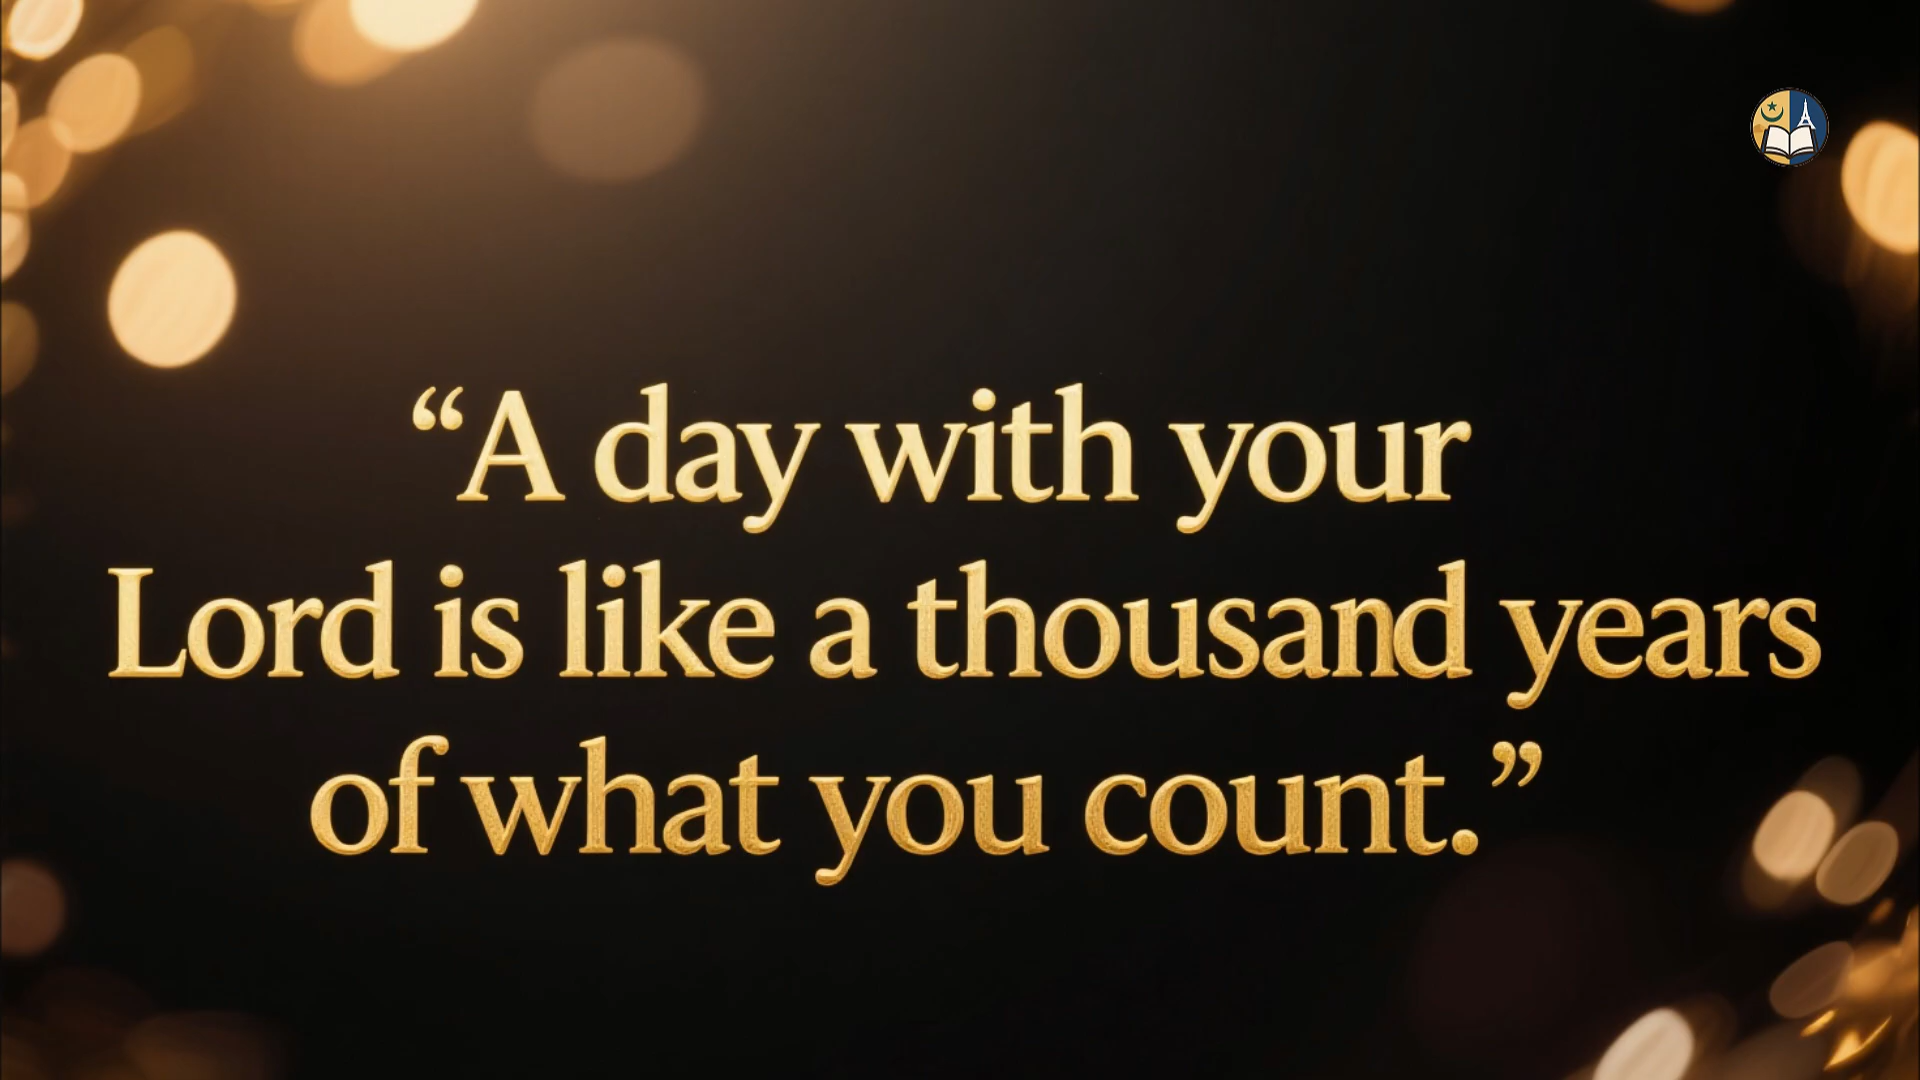 “A day with your
Lord is like a thousand years
of what you count.”